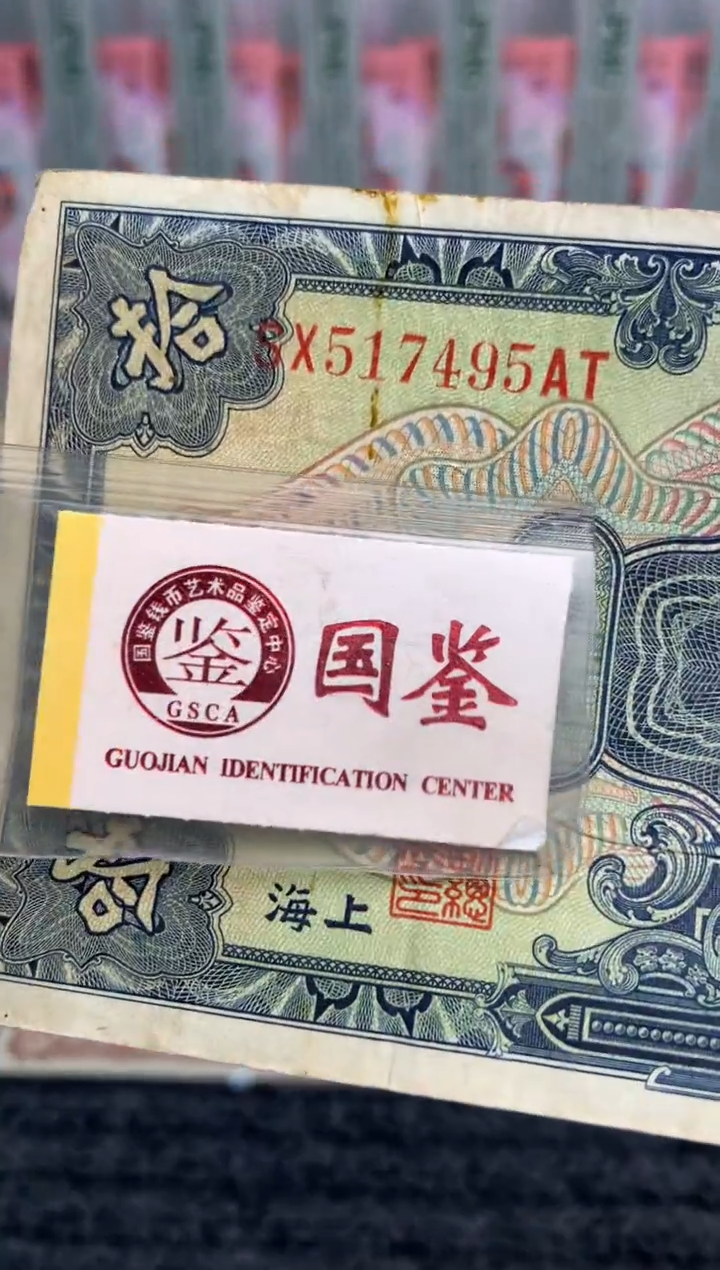 拾
SX517495AT
国鉴钱币艺术品鉴定中心
鉴
GSCA
国鉴
GUOJIAN IDENTIFICATION CENTER
拾
海上